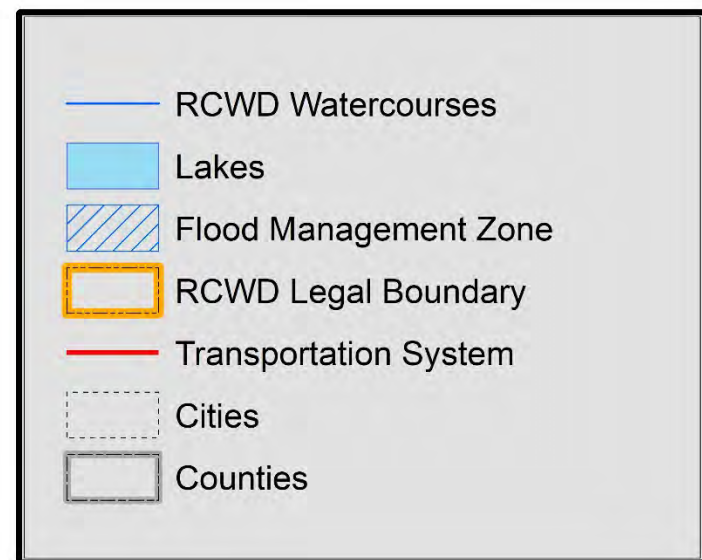 RCWD Watercourses
Lakes
Flood Management Zone
RCWD Legal Boundary
Transportation System
Cities
Counties